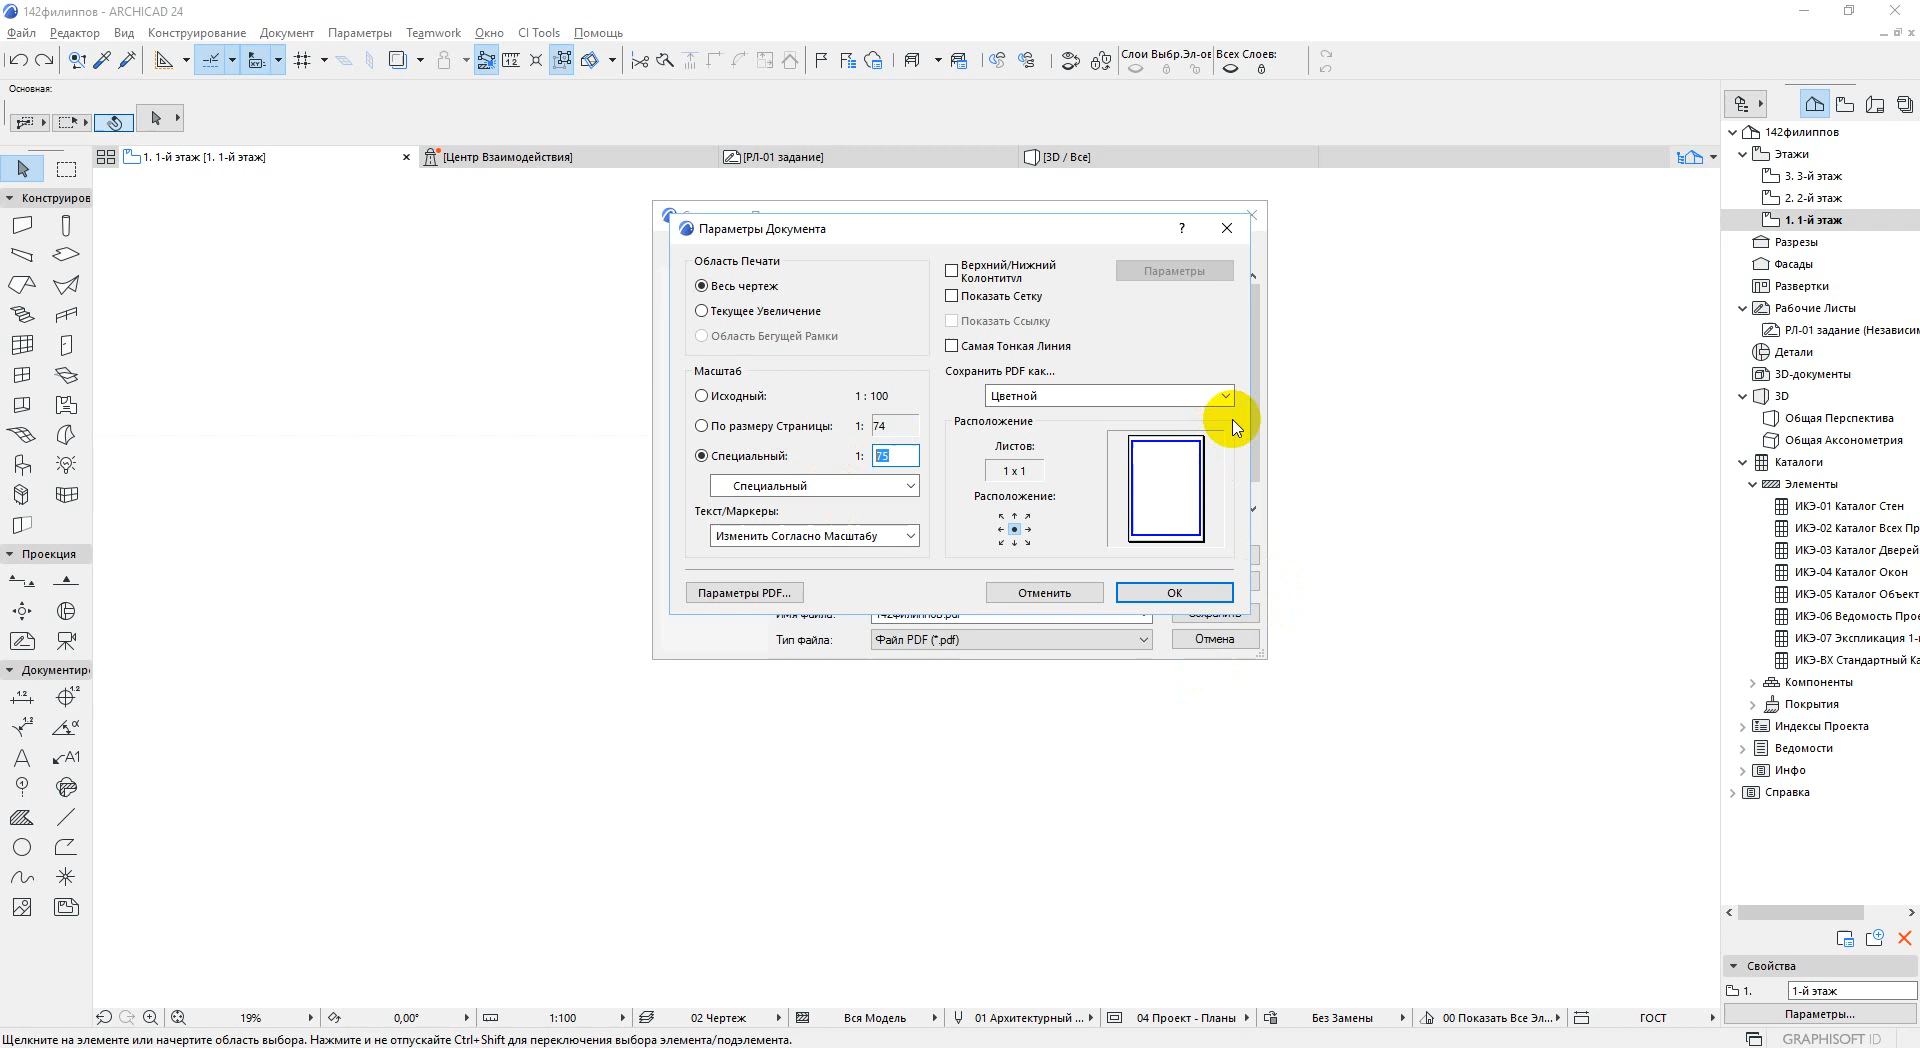 142филиппов - ARCHICAD 24
Файл Редактор Вид Конструирование Документ Параметры Teamwork Окно CI Tools Помощь
Слои Выбр.Эл-ов Всех Слоев:
Основная:
1. 1-й этаж [1. 1-й этаж]
[Центр Взаимодействия]
[РЛ-01 задание]
[3D / Все]
Конструиров
Проекция
Документире
142филиппов
Этажи
3. 3-й этаж
2. 2-й этаж
1. 1-й этаж
Разрезы
Фасады
Развертки
Рабочие Листы
РЛ-01 задание (Независим
Детали
3D-документы
3D
Общая Перспектива
Общая Аксонометрия
Каталоги
Элементы
ИКЭ-01 Каталог Стен
ИКЭ-02 Каталог Всех Пр
ИКЭ-03 Каталог Дверей
ИКЭ-04 Каталог Окон
ИКЭ-05 Каталог Объект
ИКЭ-06 Ведомость Прое
ИКЭ-07 Экспликация 1-
ИКЭ-ВХ Стандартный Ка
Компоненты
Покрытия
Индексы Проекта
Ведомости
Инфо
Справка
Свойства
1. 1-й этаж
Параметры...
Параметры Документа
?
Область Печати
Весь чертеж
Текущее Увеличение
Область Бегущей Рамки
Масштаб
Исходный: 1 : 100
По размеру Страницы: 1: 74
Специальный: 1: 75
Специальный
Текст/Маркеры:
Изменить Согласно Масштабу
Верхний/Нижний
Колонтитул
Параметры
Показать Сетку
Показать Ссылку
Самая Тонкая Линия
Сохранить PDF как...
Цветной
Расположение
Листов:
1 x 1
Расположение:
Параметры PDF...
Отменить
OK
Имя файла: 142филиппов.pdf
Сохранить
Тип файла: Файл PDF (*.pdf)
Отмена
19% 0,00° 1:100 02 Чертеж Вся Модель 01 Архитектурный ... 04 Проект - Планы Без Замены 00 Показать Все Эл... ГОСТ
Щелкните на элементе или начертите область выбора. Нажмите и не отпускайте Ctrl+Shift для переключения выбора элемента/подэлемента.
GRAPHISOFT ID